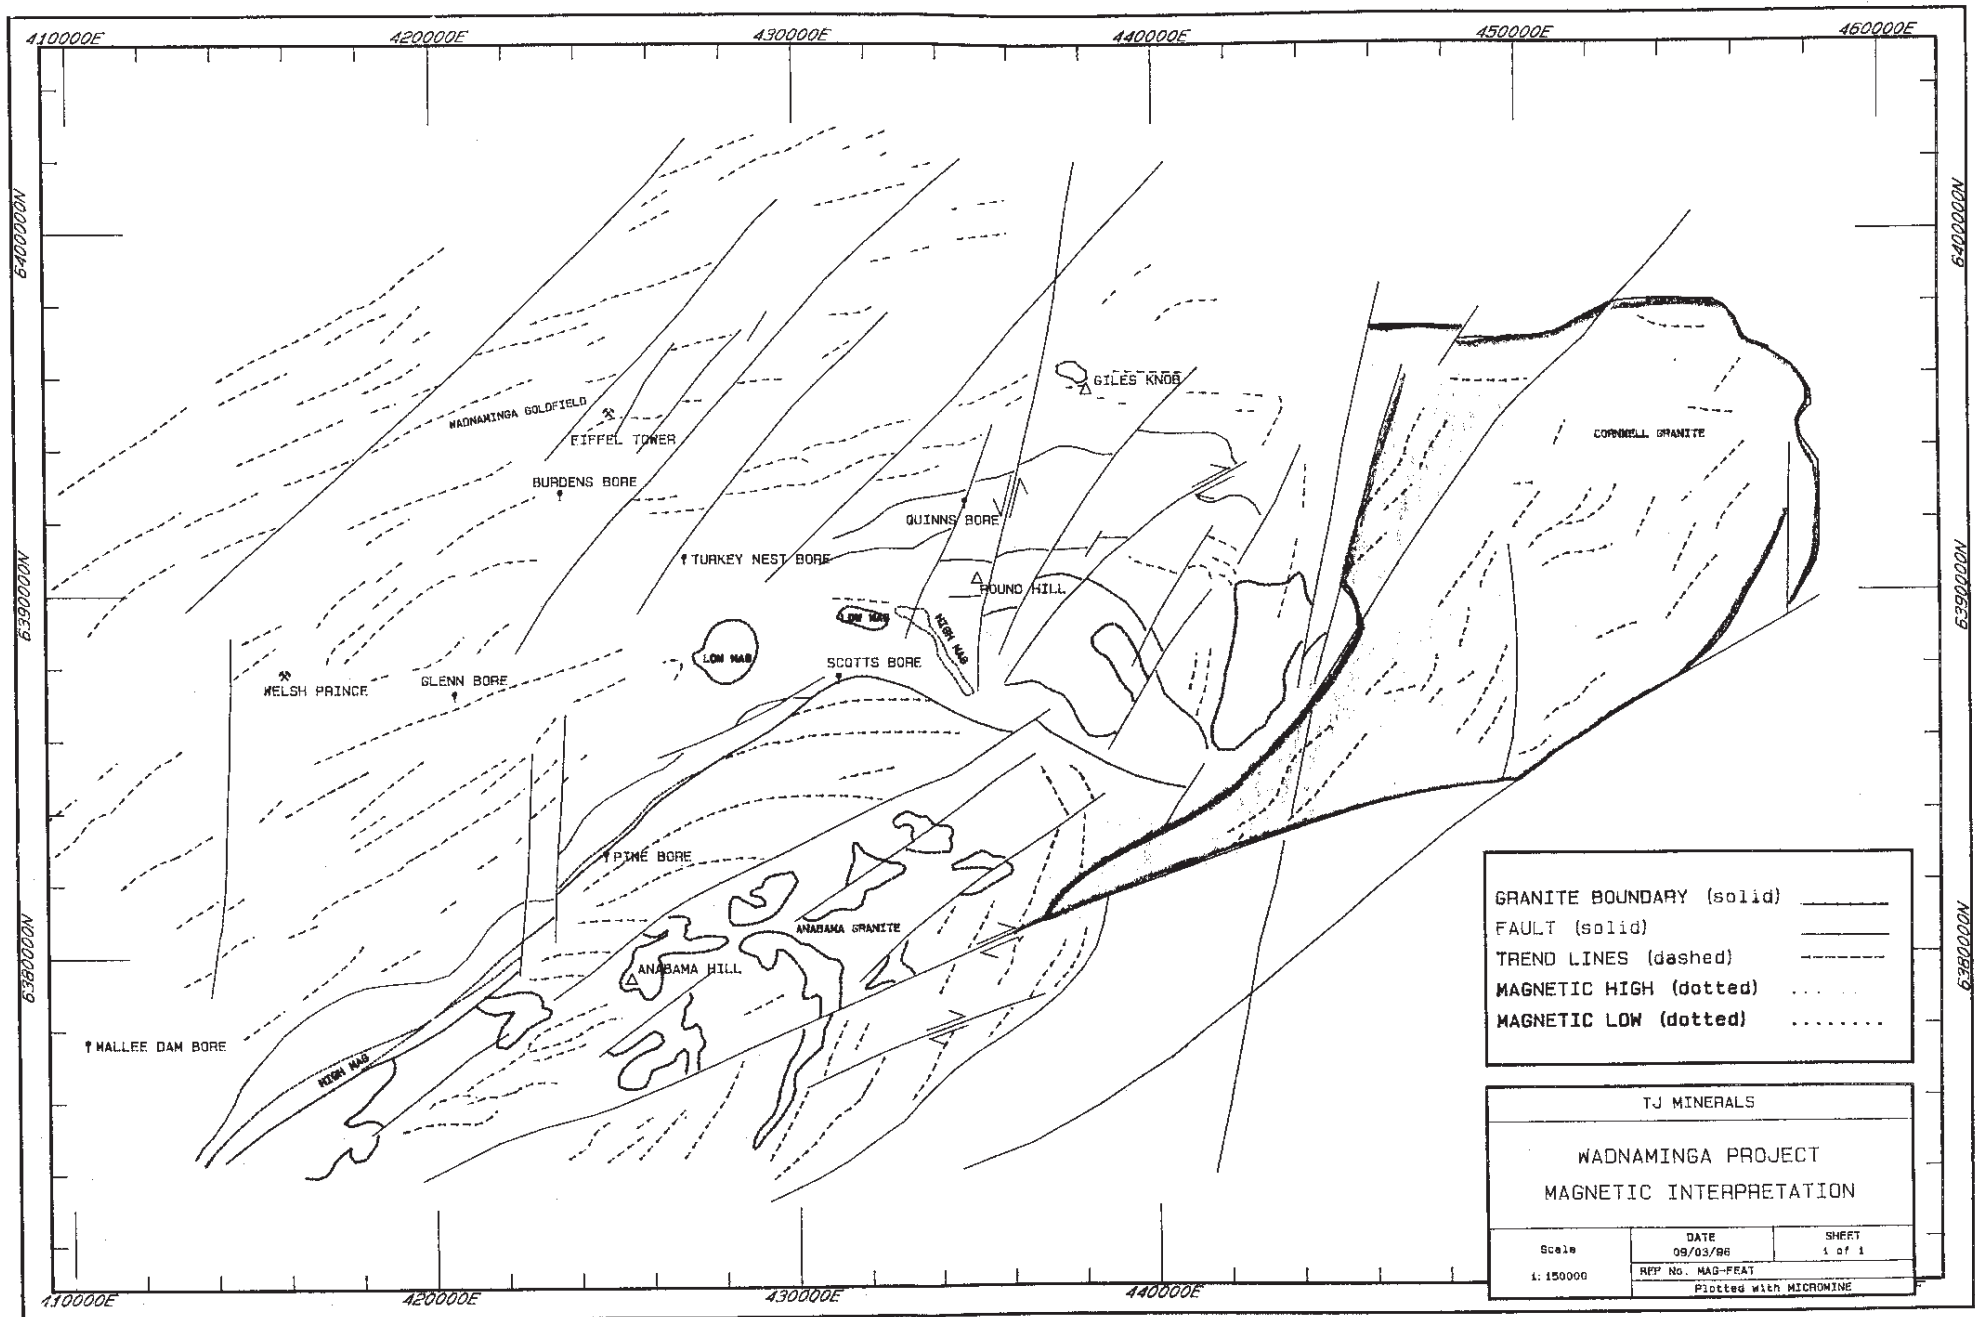 410000E
420000E
430000E
440000E
450000E
460000E
6400000N
6400000N
GILES KNOB
WADNAMINGA GOLDFIELD
EIFFEL TOWER
CORNWELL GRANITE
BURDENS BORE
QUINNS BORE
TURKEY NEST BORE
ROUND HILL
6390000N
6390000N
LOW MAG
HIGH MAG
LOW MAG
SCOTTS BORE
WELSH PRINCE
GLENN BORE
PINE BORE
ANABAMA GRANITE
ANABAMA HILL
6380000N
6380000N
MALLEE DAM BORE
HIGH MAG
GRANITE BOUNDARY (solid)
FAULT (solid)
TREND LINES (dashed)
MAGNETIC HIGH (dotted)
MAGNETIC LOW (dotted)
TJ MINERALS
WADNAMINGA PROJECT
MAGNETIC INTERPRETATION
Scale
1:150000
DATE
09/03/96
SHEET
1 of 1
REF No. MAG-FEAT
Plotted with MICROMINE
410000E
420000E
430000E
440000E
E